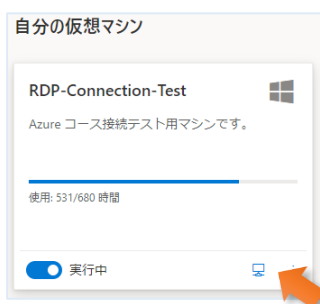 自分の仮想マシン
RDP-Connection-Test
Azure コース接続テスト用マシンです。
使用: 531/680 時間
実行中